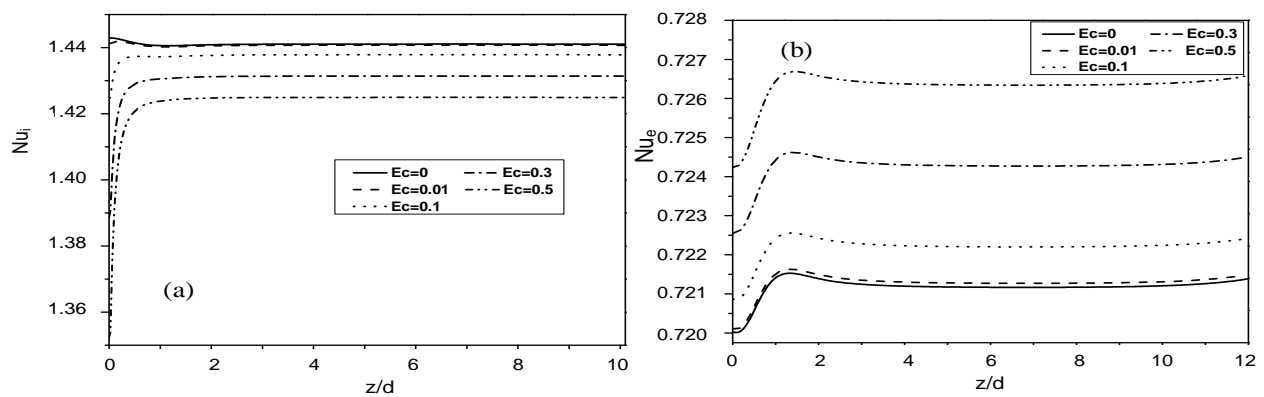 1.44
1.42
1.40
1.38
1.36
Nui
0 2 4 6 8 10
z/d
(a)
Ec=0 Ec=0.3
Ec=0.01 Ec=0.5
Ec=0.1
0.728
0.727
0.726
0.725
0.724
0.723
0.722
0.721
0.720
Nue
0 2 4 6 8 10 12
z/d
(b)
Ec=0 Ec=0.3
Ec=0.01 Ec=0.5
Ec=0.1